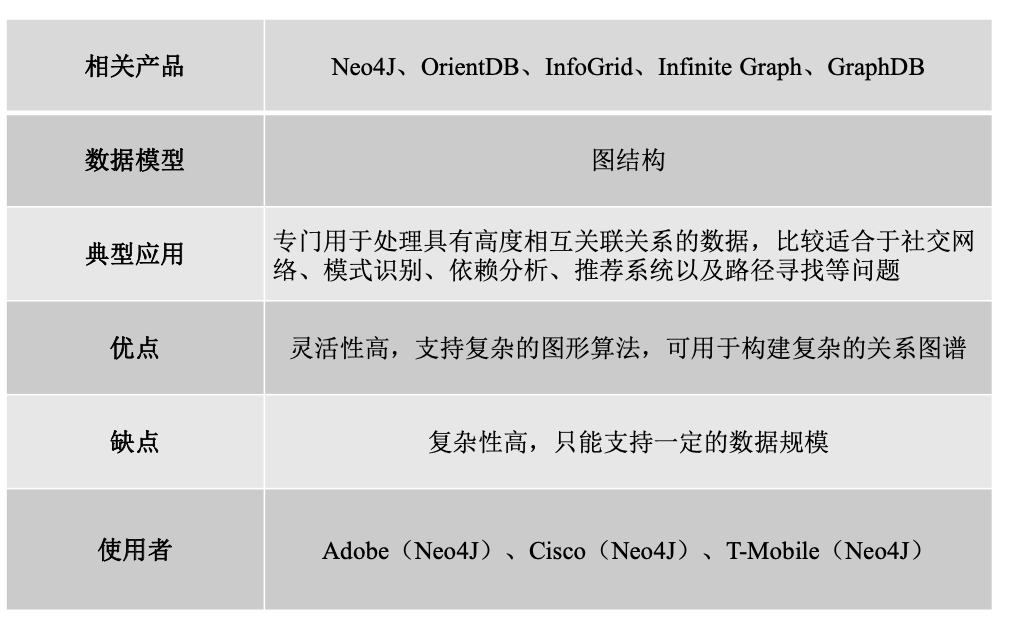 相关产品
Neo4J、OrientDB、InfoGrid、Infinite Graph、GraphDB
数据模型
图结构
典型应用
专门用于处理具有高度相互关联关系的数据，比较适合于社交网
络、模式识别、依赖分析、推荐系统以及路径寻找等问题
优点
灵活性高，支持复杂的图形算法，可用于构建复杂的关系图谱
缺点
复杂性高，只能支持一定的数据规模
使用者
Adobe（Neo4J）、Cisco（Neo4J）、T-Mobile（Neo4J）